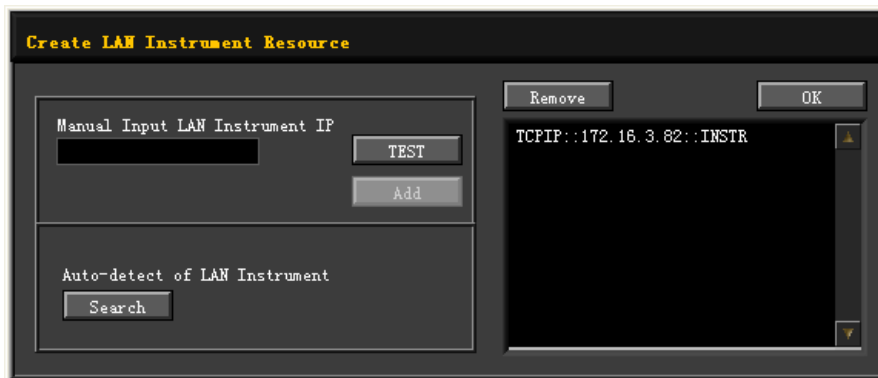 Create LAN Instrument Resource
Manual Input LAN Instrument IP
TEST
Add
Auto-detect of LAN Instrument
Search
Remove
OK
TCPIP::172.16.3.82::INSTR